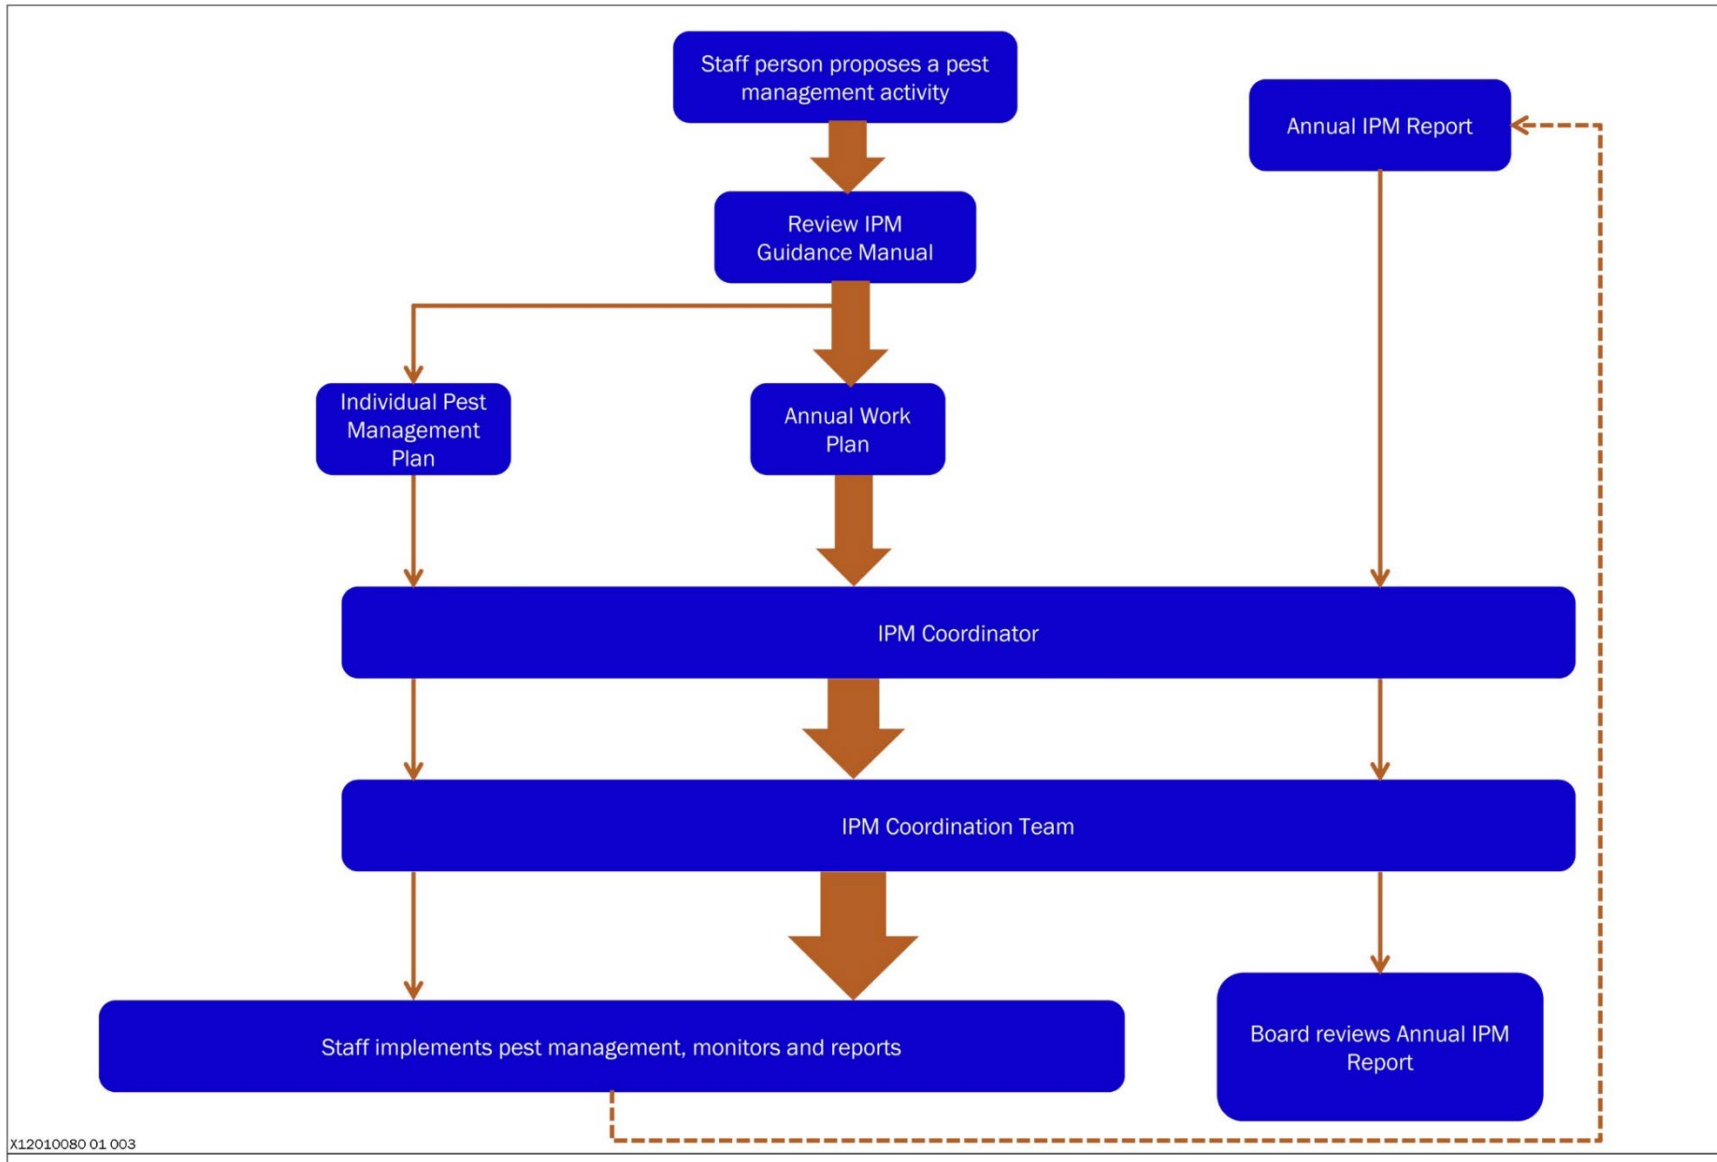 Staff person proposes a pest
management activity
Annual IPM Report
Review IPM
Guidance Manual
Individual Pest
Management
Plan
Annual Work
Plan
IPM Coordinator
IPM Coordination Team
Staff implements pest management, monitors and reports
Board reviews Annual IPM
Report
X12010080 01 003